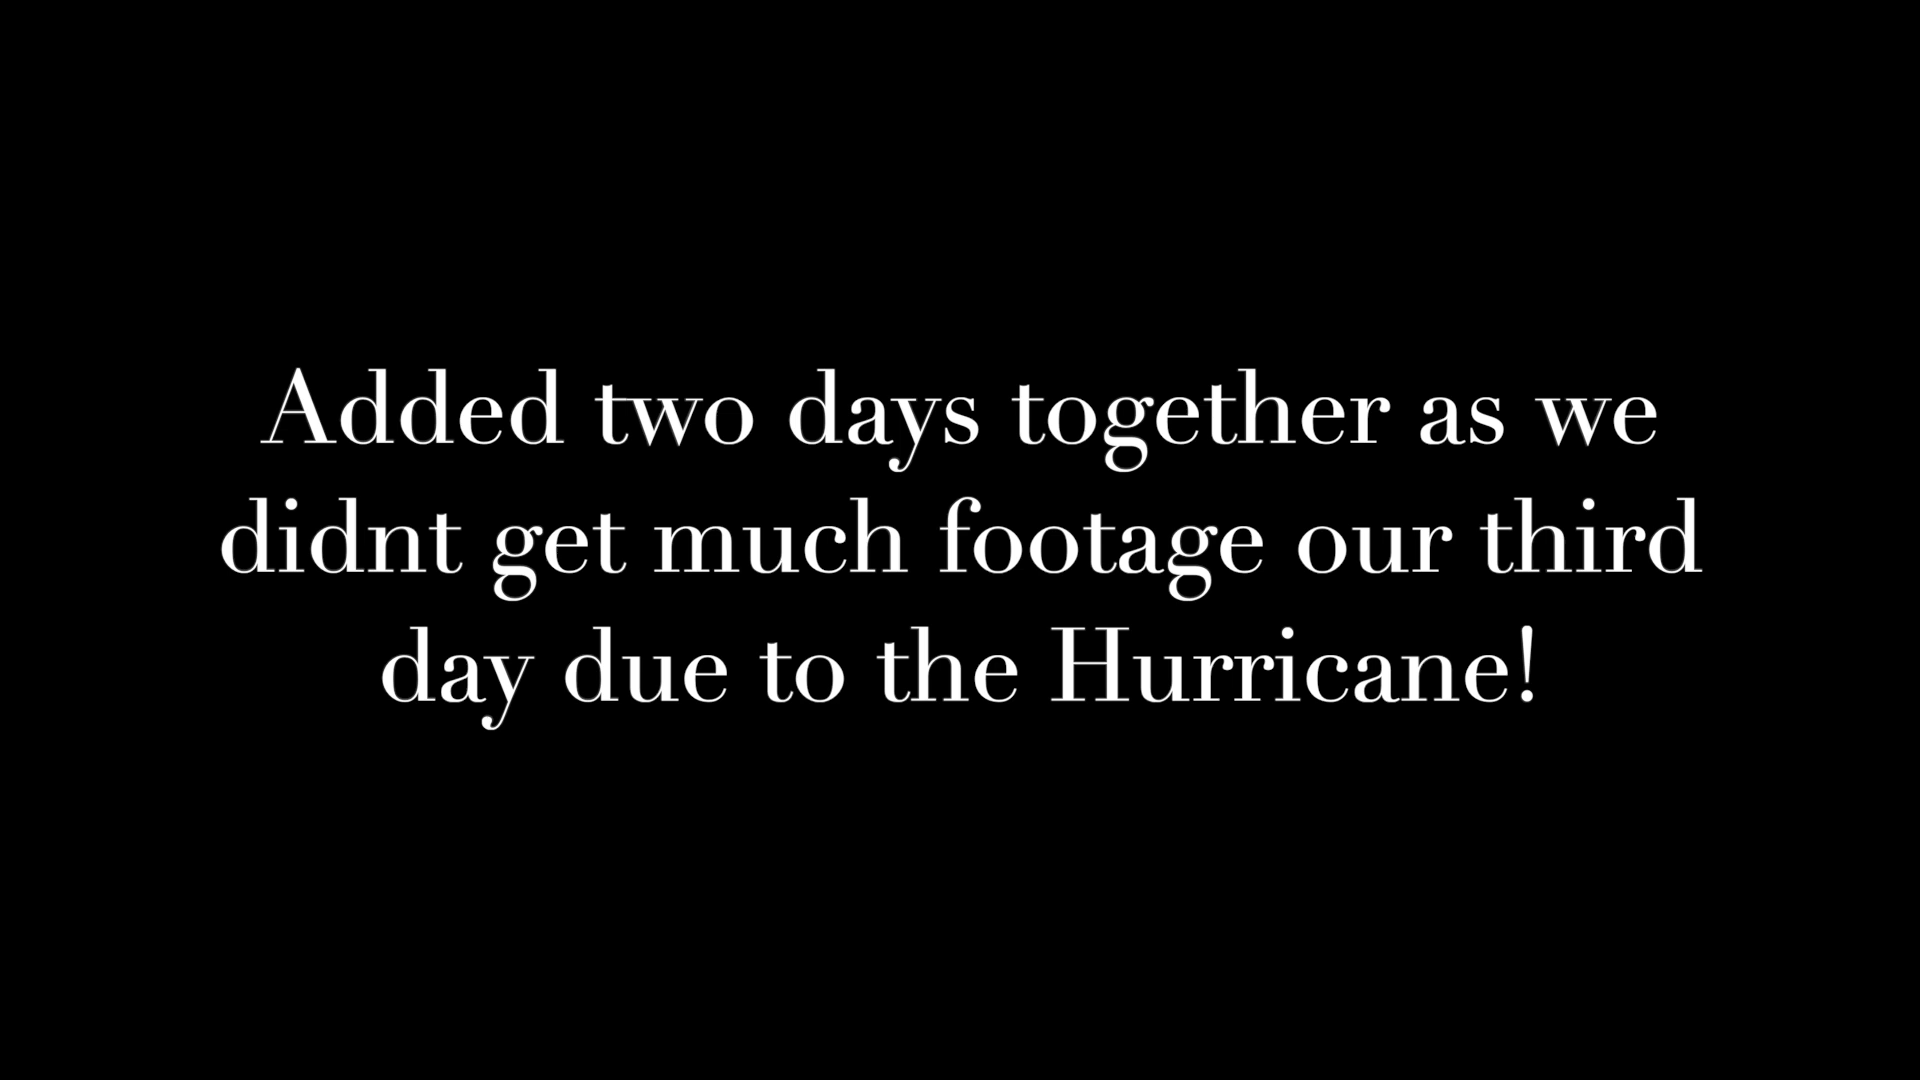 Added two days together as we
didnt get much footage our third
day due to the Hurricane!